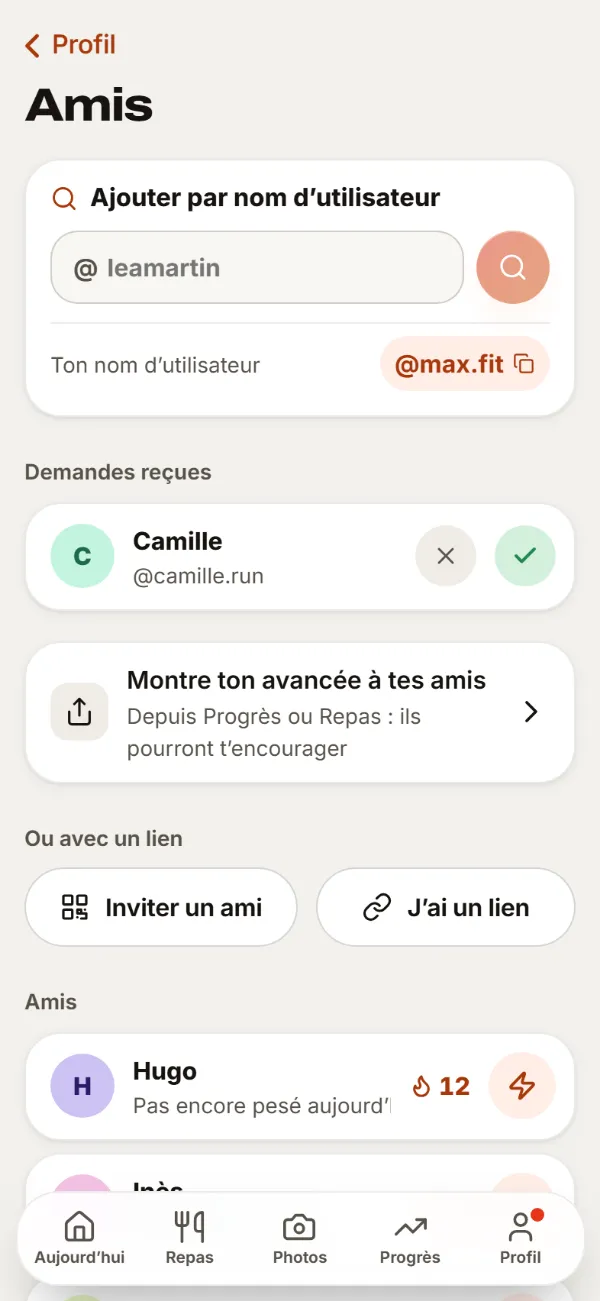 Profil
Amis
Ajouter par nom d’utilisateur
@ leamartin
Ton nom d’utilisateur
@max.fit
Demandes reçues
C
Camille
@camille.run
Montre ton avancée à tes amis
Depuis Progrès ou Repas : ils
pourront t’encourager
Ou avec un lien
Inviter un ami
J’ai un lien
Amis
H
Hugo
12
Pas encore pesé aujourd’
Inès
Aujourd’hui
Repas
Photos
Progrès
Profil